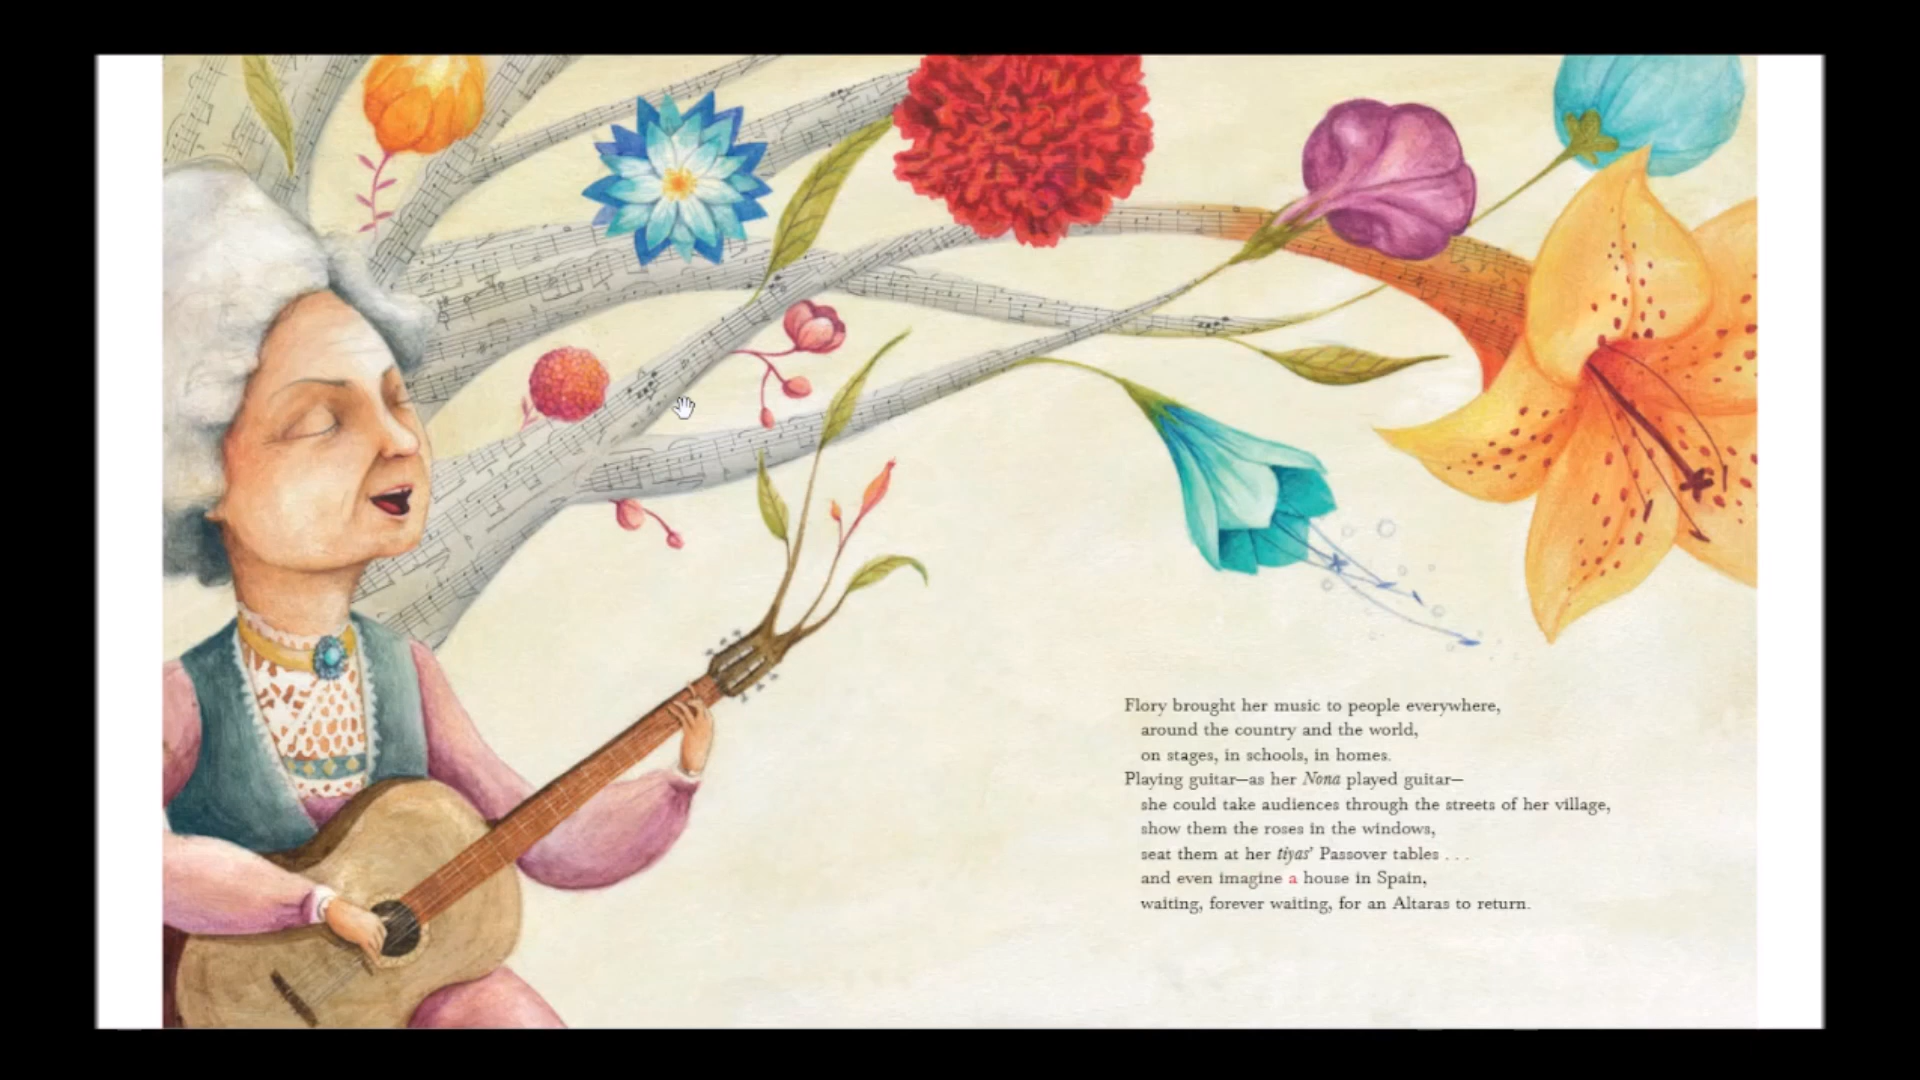 Flory brought her music to people everywhere,
around the country and the world,
on stages, in schools, in homes.
Playing guitar—as her Nona played guitar—
she could take audiences through the streets of her village,
show them the roses in the windows,
seat them at her tiyas' Passover tables . . .
and even imagine a house in Spain,
waiting, forever waiting, for an Altaras to return.